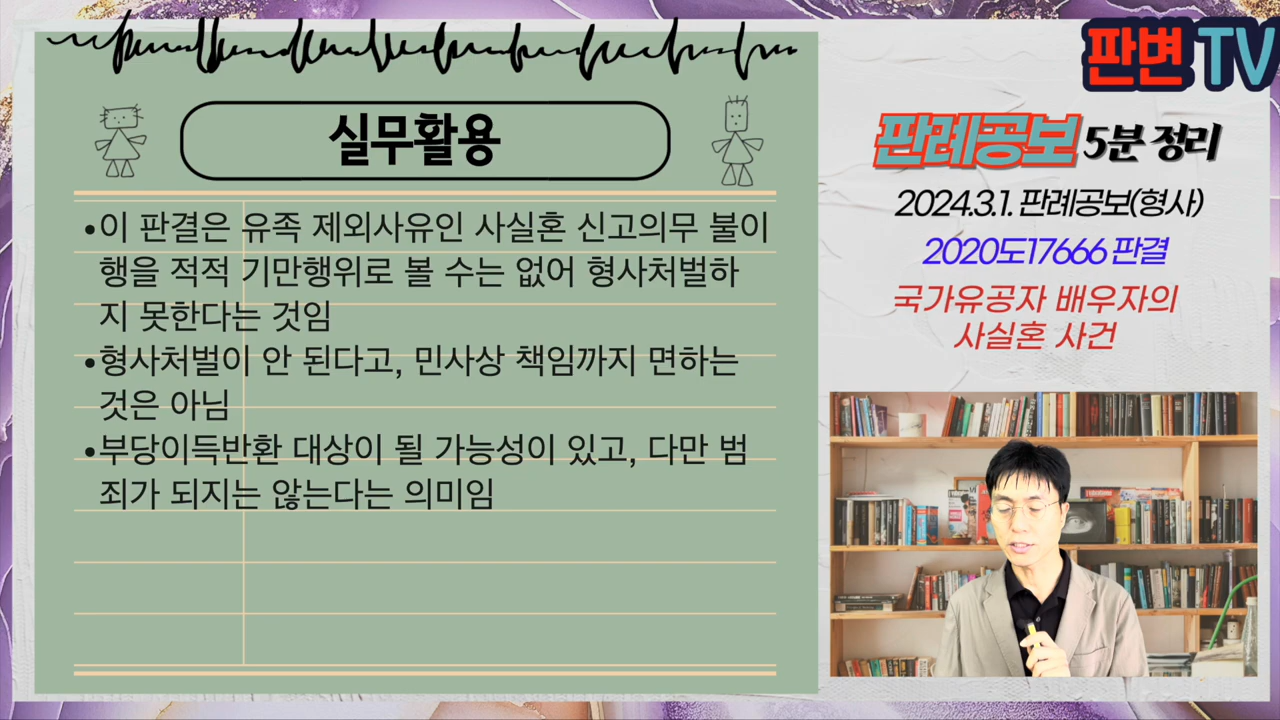 실무활용
•이 판결은 유족 제외사유인 사실혼 신고의무 불이
행을 적적 기만행위로 볼 수는 없어 형사처벌하
지 못한다는 것임
•형사처벌이 안 된다고, 민사상 책임까지 면하는
것은 아님
•부당이득반환 대상이 될 가능성이 있고, 다만 범
죄가 되지는 않는다는 의미임
판변 TV
판례공보 5분 정리
2024.3.1. 판례공보(형사)
2020도17666 판결
국가유공자 배우자의
사실혼 사건